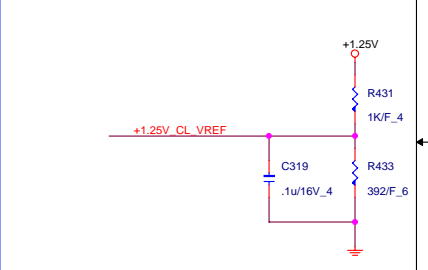 +1.25V
R431
1K/F_4
+1.25V_CL_VREF
C319
R433
.1u/16V_4
392/F_6